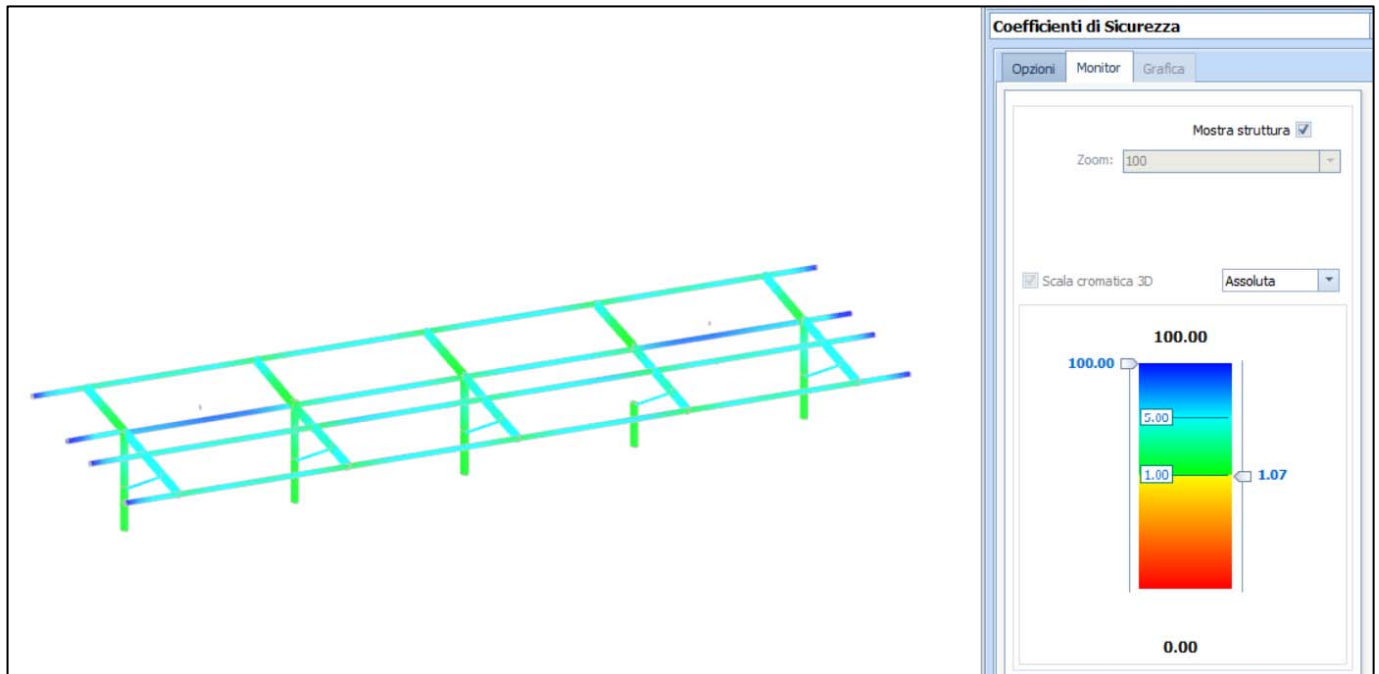 Coefficienti di Sicurezza
Opzioni Monitor Grafica
Mostra struttura
Zoom: 100
Scala cromatica 3D Assoluta
100.00
100.00
5.00
1.00 1.07
0.00